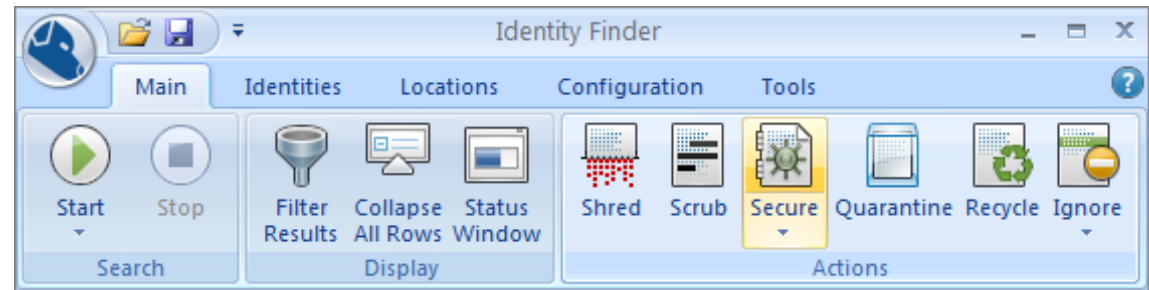 Identity Finder
Main Identities Locations Configuration Tools
Start Stop Filter Collapse Status Shred Scrub Secure Quarantine Recycle Ignore
Results All Rows Window
Search Display Actions